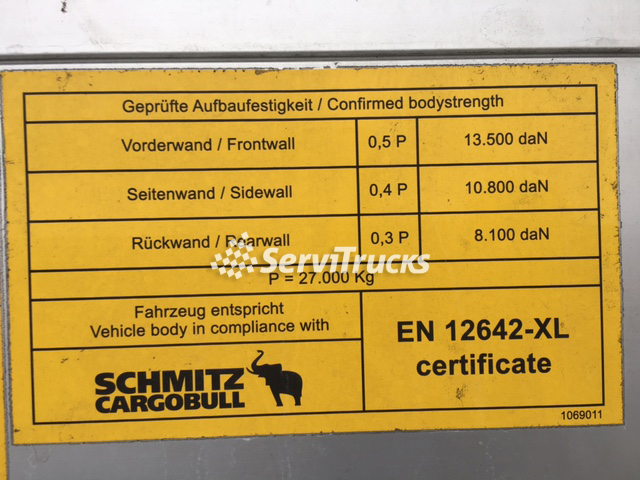 Geprüfte Aufbaufestigkeit / Confirmed bodystrength
Vorderwand / Frontwall 0,5 P 13.500 daN
Seitenwand / Sidewall 0,4 P 10.800 daN
Rückwand / Rearwall 0,3 P 8.100 daN
ServiTrucks
P = 27.000 Kg
Fahrzeug entspricht
Vehicle body in compliance with
EN 12642-XL
certificate
SCHMITZ
CARGOBULL
1069011